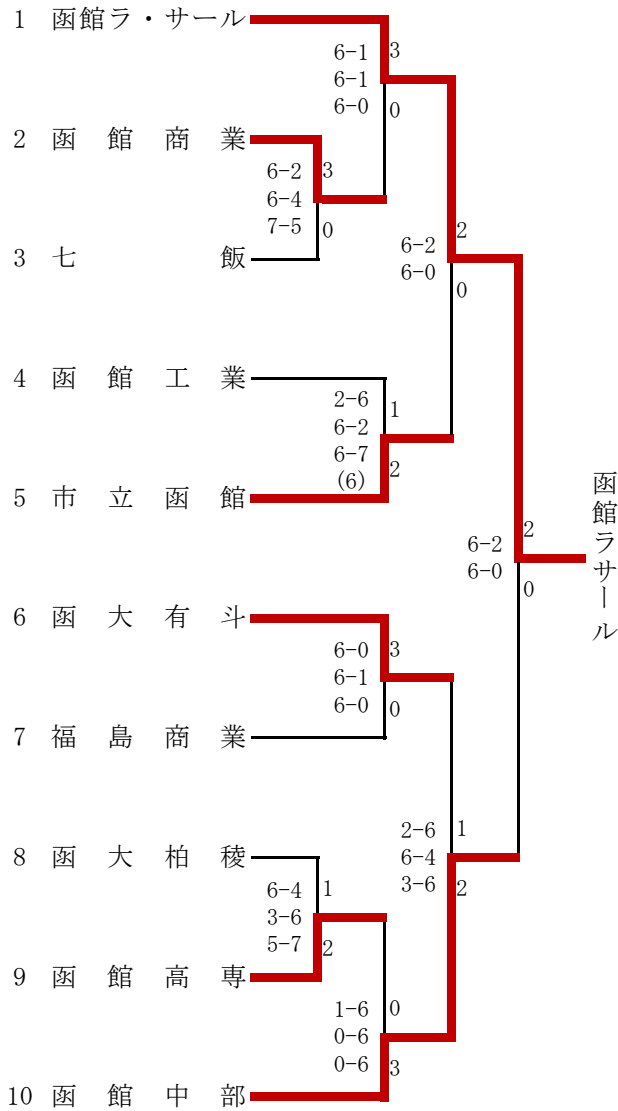 1 函館ラ・サール
6-1 3
6-1
6-0 0
2 函館商業
6-2 3
6-4
7-5 0
3 七飯
6-2 2
6-0 0
4 函館工業
2-6 1
6-2
6-7 2
(6)
5 市立函館
函館ラサール
6-2 2
6-0 0
6 函大有斗
6-0 3
6-1
6-0 0
7 福島商業
2-6 1
6-4
3-6 2
8 函大柏稜
6-4 1
3-6
5-7 2
9 函館高専
1-6 0
0-6
0-6 3
10 函館中部